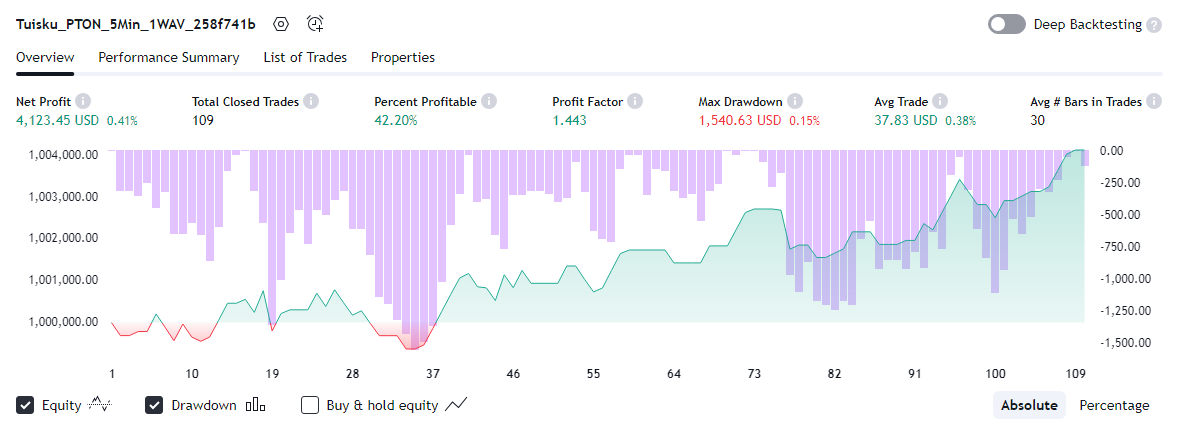 Tuisku_PTON_5Min_1WAV_258f741b
Deep Backtesting ?
Overview Performance Summary List of Trades Properties
Net Profit Total Closed Trades Percent Profitable Profit Factor Max Drawdown Avg Trade Avg # Bars in Trades
4,123.45 USD 0.41% 109 42.20% 1.443 1,540.63 USD 0.15% 37.83 USD 0.38% 30
1,004,000.00 0.00
1,003,000.00 -250.00
-500.00
1,002,000.00 -750.00
1,001,000.00 -1,000.00
-1,250.00
1,000,000.00
-1,500.00
1 10 19 28 37 46 55 64 73 82 91 100 109
Equity Drawdown Buy & hold equity Absolute Percentage